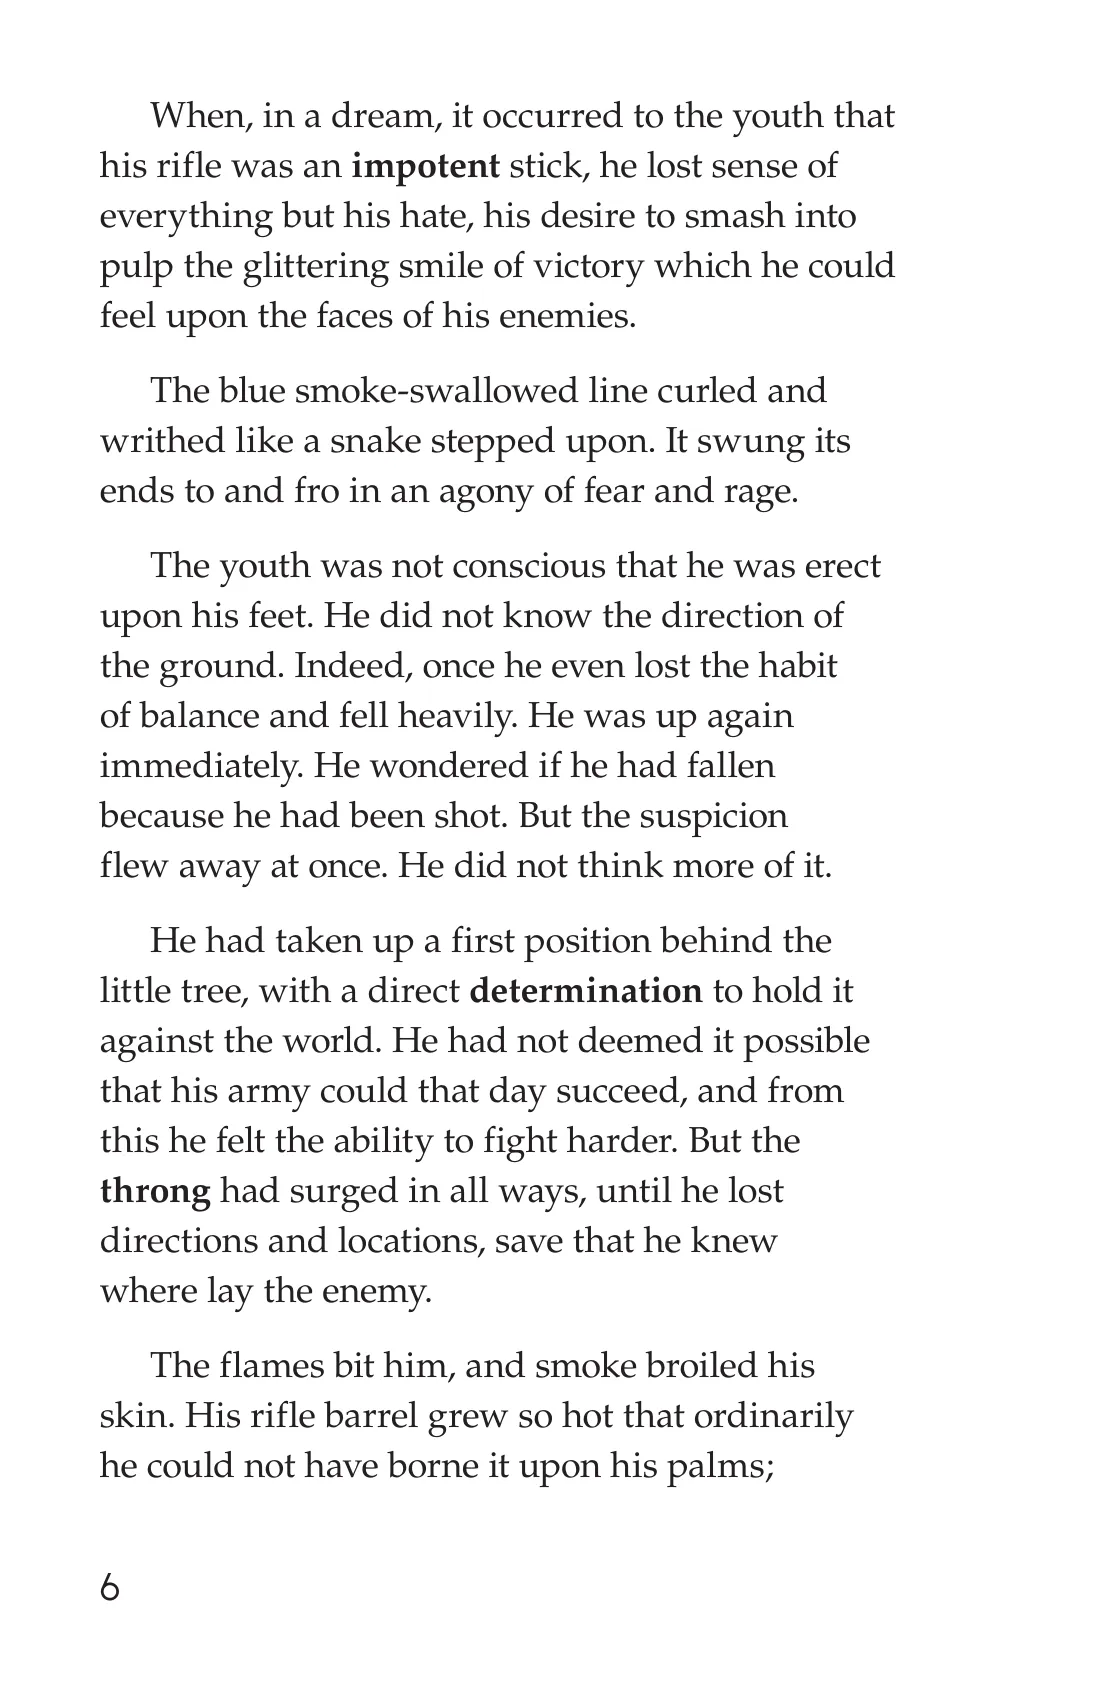 When, in a dream, it occurred to the youth that
his rifle was an impotent stick, he lost sense of
everything but his hate, his desire to smash into
pulp the glittering smile of victory which he could
feel upon the faces of his enemies.
The blue smoke-swallowed line curled and
writhed like a snake stepped upon. It swung its
ends to and fro in an agony of fear and rage.
The youth was not conscious that he was erect
upon his feet. He did not know the direction of
the ground. Indeed, once he even lost the habit
of balance and fell heavily. He was up again
immediately. He wondered if he had fallen
because he had been shot. But the suspicion
flew away at once. He did not think more of it.
He had taken up a first position behind the
little tree, with a direct determination to hold it
against the world. He had not deemed it possible
that his army could that day succeed, and from
this he felt the ability to fight harder. But the
throng had surged in all ways, until he lost
directions and locations, save that he knew
where lay the enemy.
The flames bit him, and smoke broiled his
skin. His rifle barrel grew so hot that ordinarily
he could not have borne it upon his palms;
6